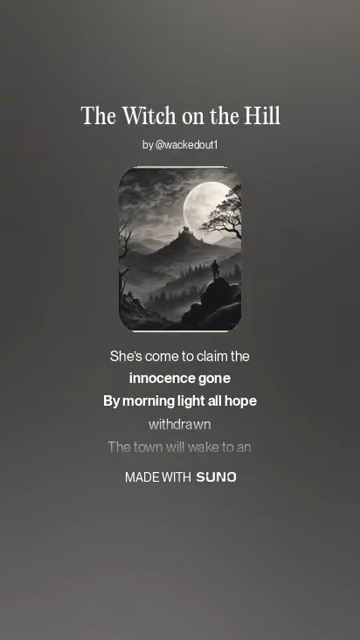 The Witch on the Hill
by @wackedout1
She's come to claim the
innocence gone
By morning light all hope
withdrawn
The town will wake to an
MADE WITH SUNO